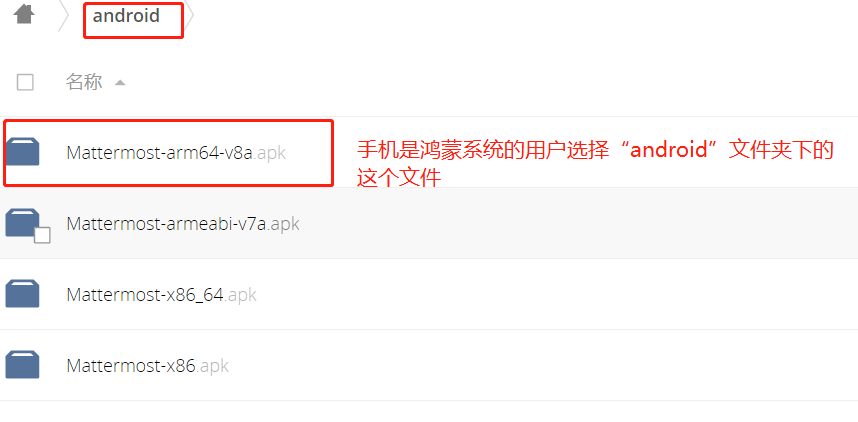 android
名称
Mattermost-arm64-v8a.apk
手机是鸿蒙系统的用户选择“android”文件夹下的
这个文件
Mattermost-armeabi-v7a.apk
Mattermost-x86_64.apk
Mattermost-x86.apk